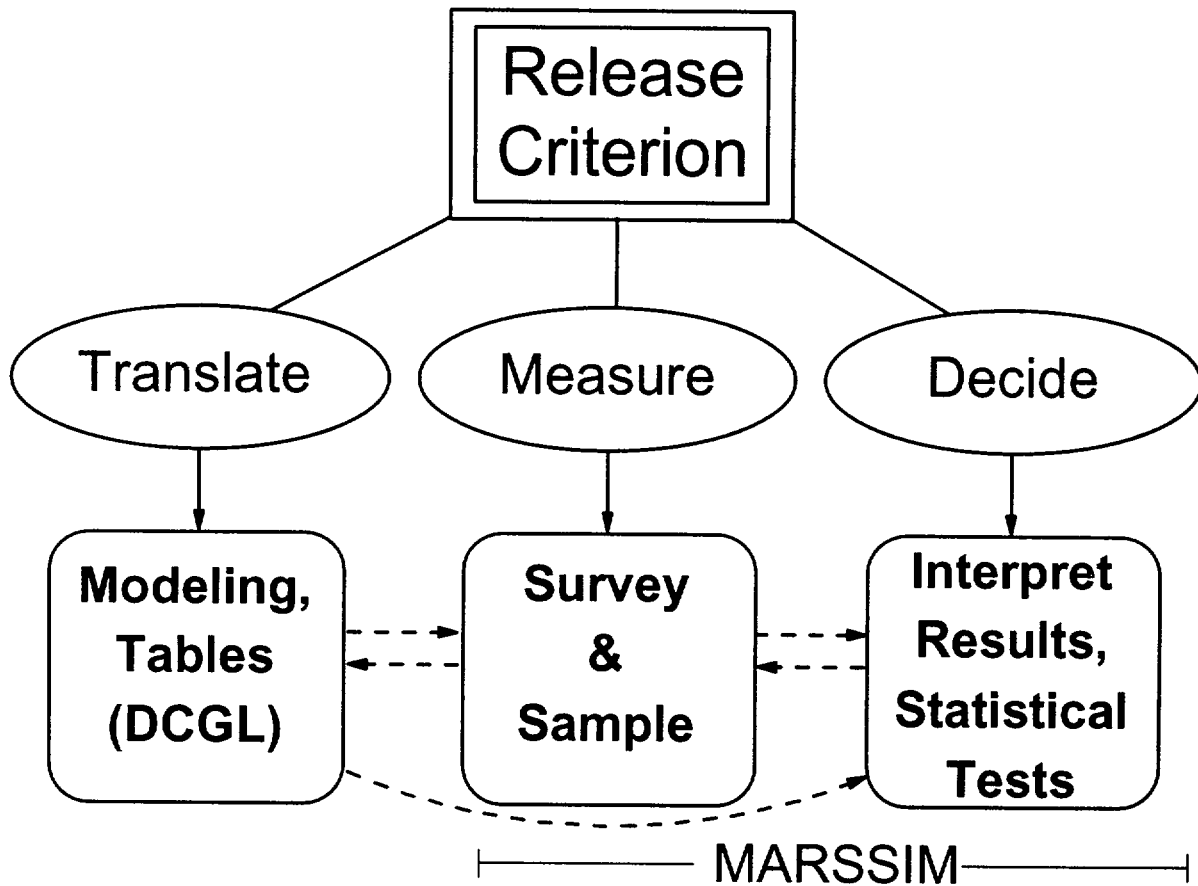 Release
Criterion
Translate
Measure
Decide
Modeling,
Tables
(DCGL)
Survey
&
Sample
Interpret
Results,
Statistical
Tests
MARSSIM